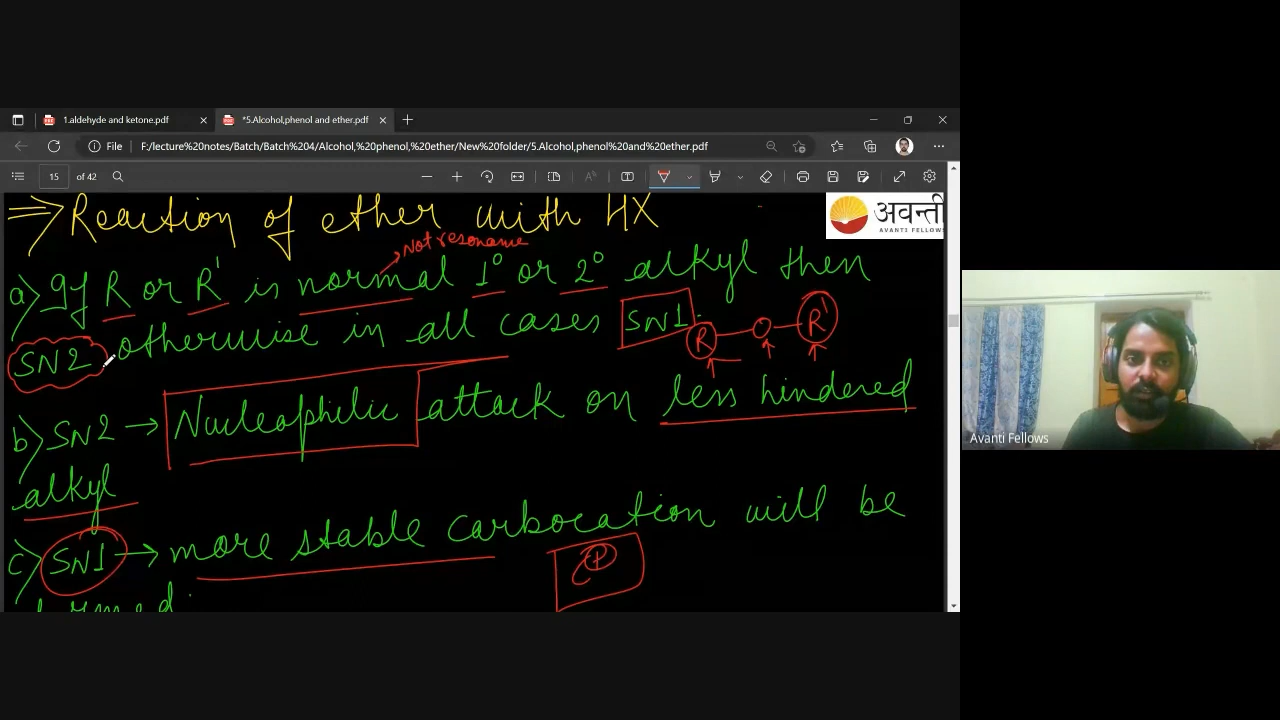 1.aldehyde and ketone.pdf
*5.Alcohol,phenol and ether.pdf
File
F:/lecture%20notes/Batch/Batch%204/Alcohol,%20phenol,%20ether/New%20folder/5.Alcohol,phenol%20and%20ether.pdf
15 of 42
⇒ Reaction of ether with HX
अवन्ती
AVANTI FELLOWS
Not resoname
a) If R or R' is normal 1° or 2° alkyl then
SN2 otherwise in all cases SN1.
R-O-R'
b) SN2 → Nucleophilic attack on less hindered
alkyl
c) SN1 → more stable carbocation will be
C⊕
formed.
Avanti Fellows